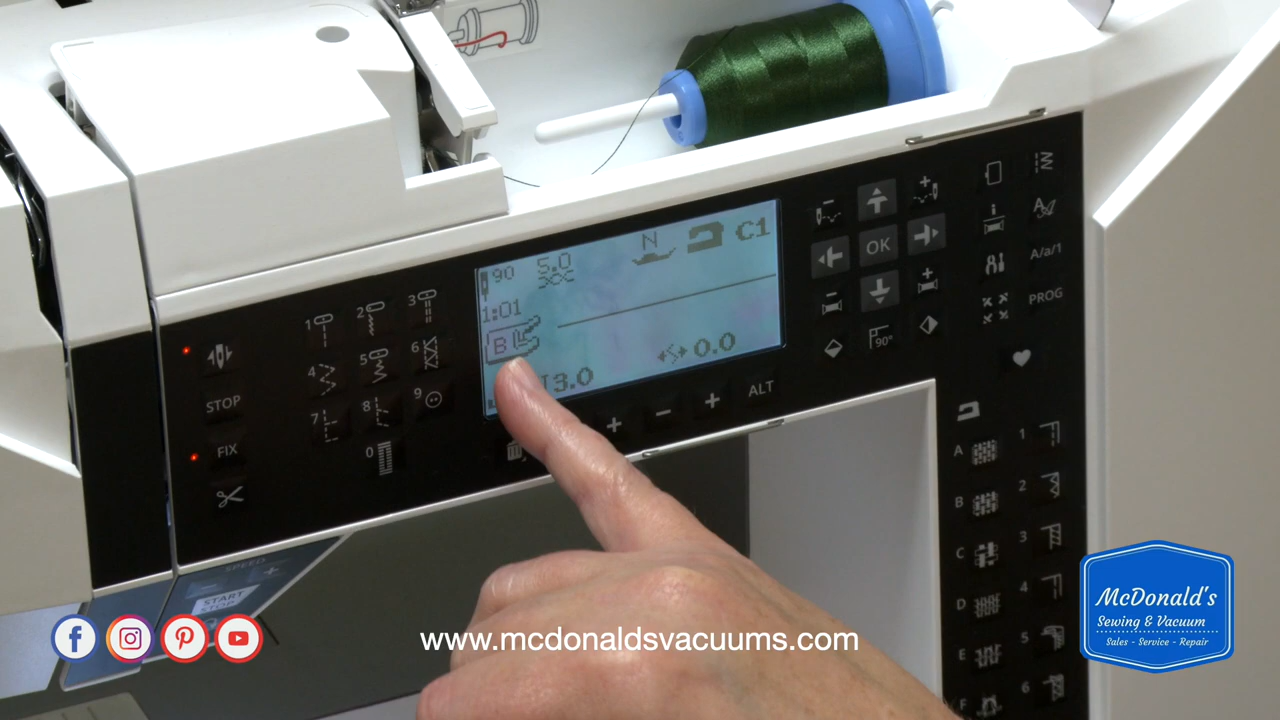 90
5.0
N
C1
1:01
B
3.0
0.0
OK
A/a/1
PROG
90°
1
2
3
4
5
6
7
8
9
0
STOP
FIX
ALT
A
B
C
D
E
F
1
2
3
4
5
6
SPEED
START
STOP
www.mcdonaldsvacuums.com
McDonald's
Sewing & Vacuum
Sales - Service - Repair